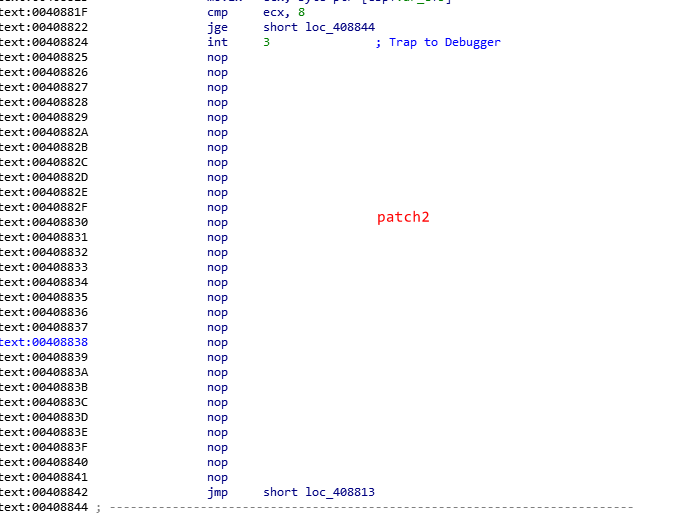 text:0040881F cmp ecx, 8
text:00408822 jge short loc_408844
text:00408824 int 3 ; Trap to Debugger
text:00408825 nop
text:00408826 nop
text:00408827 nop
text:00408828 nop
text:00408829 nop
text:0040882A nop
text:0040882B nop
text:0040882C nop
text:0040882D nop
text:0040882E nop
text:0040882F nop
text:00408830 nop patch2
text:00408831 nop
text:00408832 nop
text:00408833 nop
text:00408834 nop
text:00408835 nop
text:00408836 nop
text:00408837 nop
text:00408838 nop
text:00408839 nop
text:0040883A nop
text:0040883B nop
text:0040883C nop
text:0040883D nop
text:0040883E nop
text:0040883F nop
text:00408840 nop
text:00408841 nop
text:00408842 jmp short loc_408813
text:00408844 ; ---------------------------------------------------------------------------